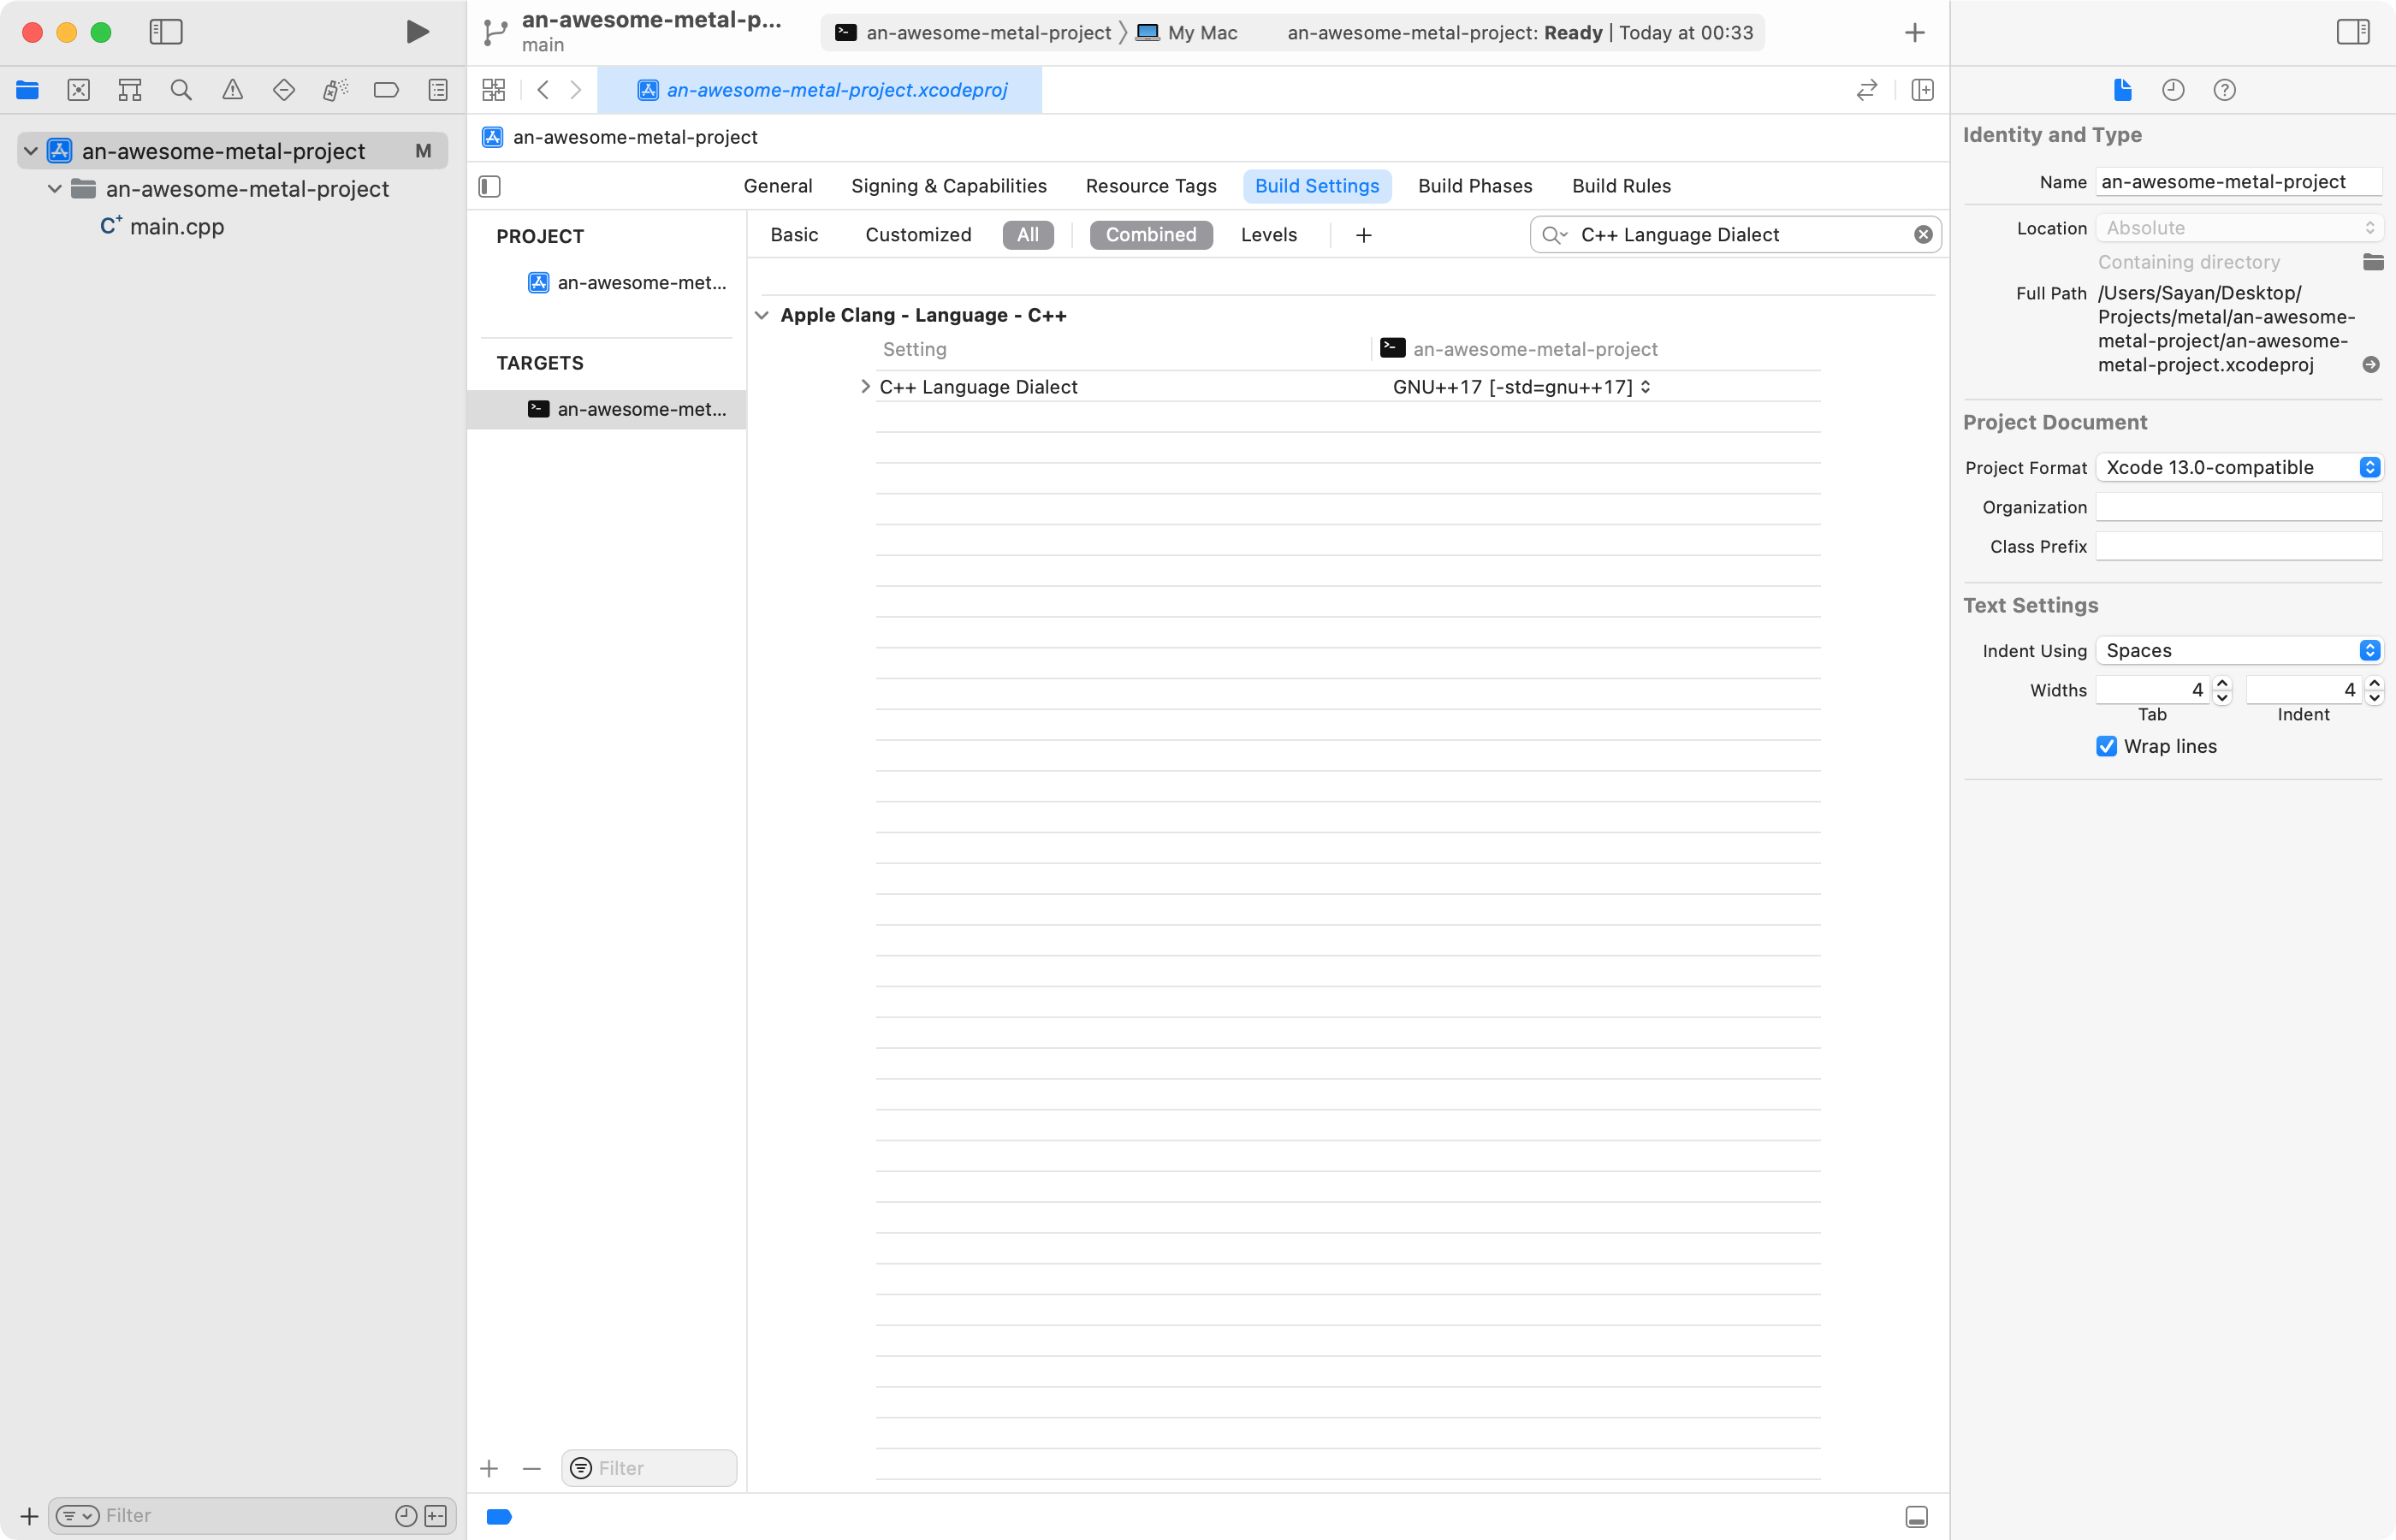 an-awesome-metal-p...
main
an-awesome-metal-project
My Mac
an-awesome-metal-project: Ready | Today at 00:33
an-awesome-metal-project.xcodeproj
an-awesome-metal-project M
an-awesome-metal-project
main.cpp
Filter
an-awesome-metal-project
General Signing & Capabilities Resource Tags Build Settings Build Phases Build Rules
PROJECT
an-awesome-met...
TARGETS
an-awesome-met...
Filter
Basic Customized All Combined Levels C++ Language Dialect
Apple Clang - Language - C++
Setting an-awesome-metal-project
C++ Language Dialect GNU++17 [-std=gnu++17]
Identity and Type
Name an-awesome-metal-project
Location Absolute
Containing directory
Full Path /Users/Sayan/Desktop/
Projects/metal/an-awesome-
metal-project/an-awesome-
metal-project.xcodeproj
Project Document
Project Format Xcode 13.0-compatible
Organization
Class Prefix
Text Settings
Indent Using Spaces
Widths 4 4
Tab Indent
Wrap lines